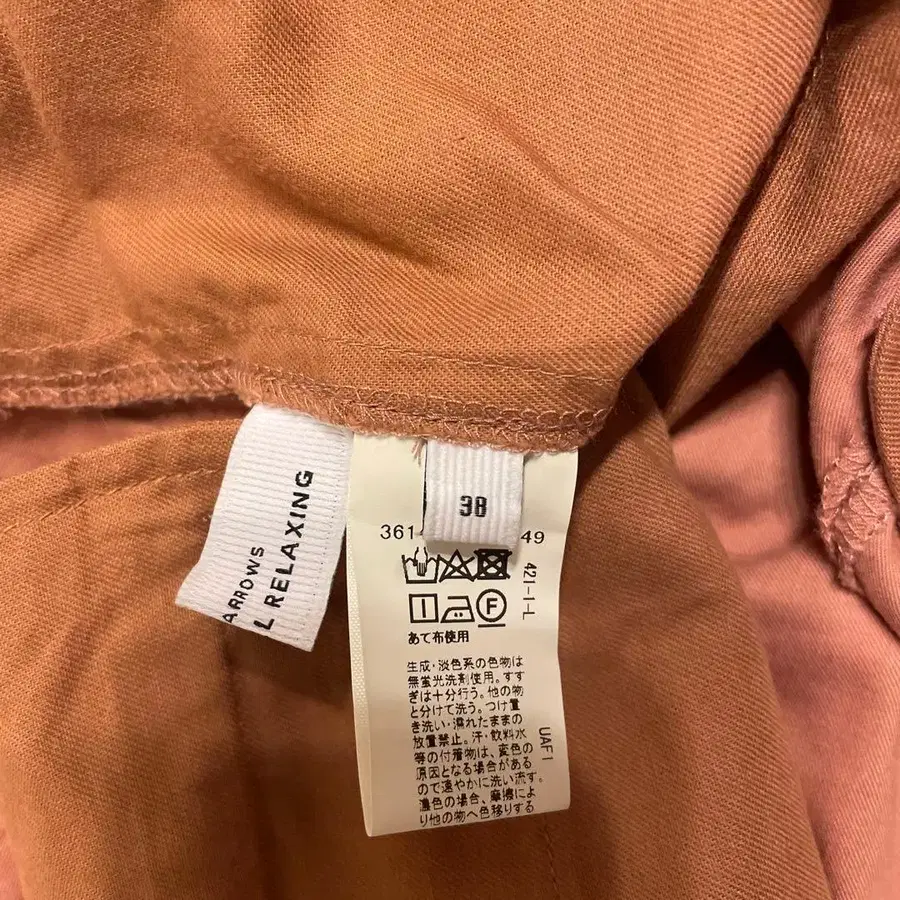 ARROWS
L RELAXING
38
361 49
421-I-L
F
あて布使用
生成・淡色系の色物は
無蛍光洗剤使用。すす
ぎは十分行う。他の物
と分けて洗う。つけ置
き洗い・濡れたままの
放置禁止。汗・飲料水
等の付着物は、変色の
原因となる場合がある
ので速やかに洗い流す。
濃色の場合、摩擦によ
り他の物へ色移りする
UAF I